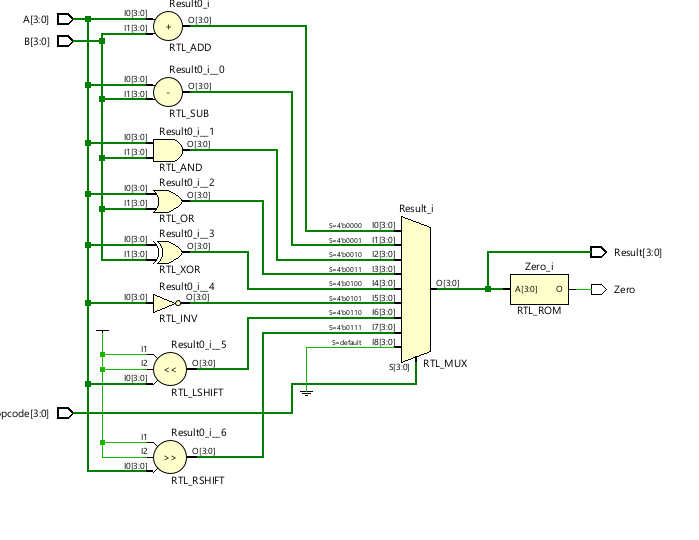 Result0_i
A[3:0] I0[3:0] O[3:0]
I1[3:0] +
B[3:0]
RTL_ADD
Result0_i__0
I0[3:0] O[3:0]
I1[3:0] -
RTL_SUB
Result0_i__1
I0[3:0] O[3:0]
I1[3:0]
RTL_AND
Result0_i__2
I0[3:0] O[3:0]
I1[3:0]
RTL_OR
Result0_i__3
I0[3:0] O[3:0]
I1[3:0]
RTL_XOR
Result0_i__4
I0[3:0] O[3:0]
RTL_INV
Result0_i__5
I1
I2 << O[3:0]
I0[3:0]
RTL_LSHIFT
opcode[3:0]
Result0_i__6
I1
I2 >> O[3:0]
I0[3:0]
RTL_RSHIFT
Result_i
S=4'b0000 I0[3:0]
S=4'b0001 I1[3:0]
S=4'b0010 I2[3:0]
S=4'b0011 I3[3:0]
S=4'b0100 I4[3:0]
S=4'b0101 I5[3:0]
S=4'b0110 I6[3:0]
S=4'b0111 I7[3:0]
S=default I8[3:0]
O[3:0]
S[3:0]
RTL_MUX
Result[3:0]
Zero_i
A[3:0] O
RTL_ROM
Zero